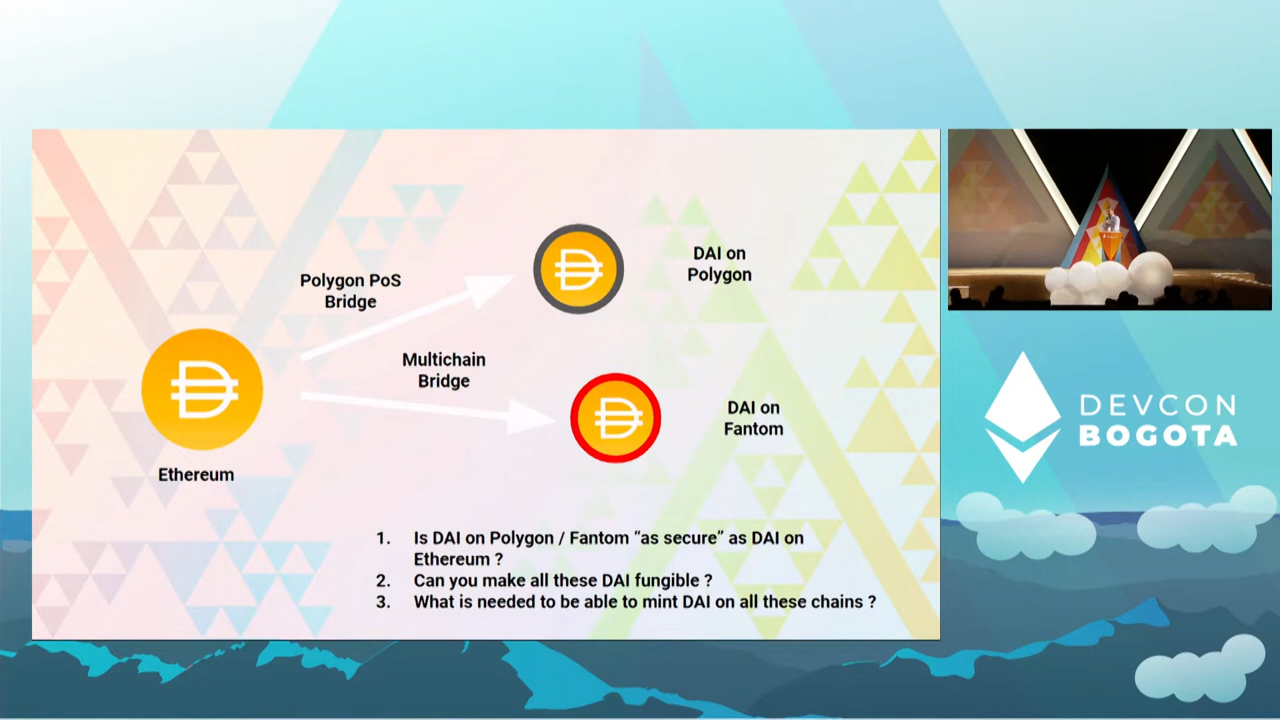 Polygon PoS
Bridge
DAI on
Polygon
Multichain
Bridge
DAI on
Fantom
Ethereum
1. Is DAI on Polygon / Fantom “as secure” as DAI on
Ethereum ?
2. Can you make all these DAI fungible ?
3. What is needed to be able to mint DAI on all these chains ?
DEVCON
BOGOTA